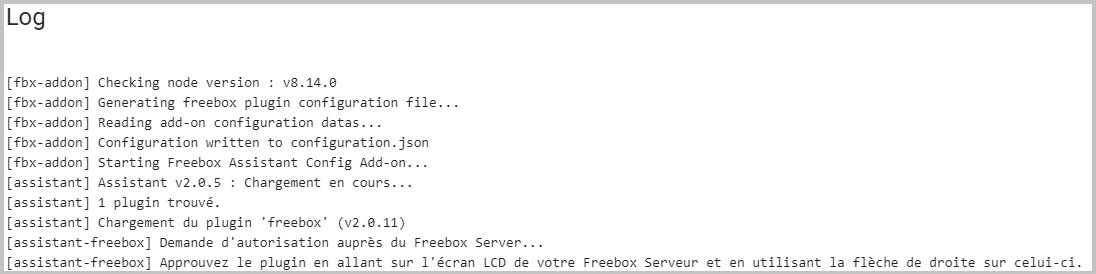 Log
[fbx-addon] Checking node version : v8.14.0
[fbx-addon] Generating freebox plugin configuration file...
[fbx-addon] Reading add-on configuration datas...
[fbx-addon] Configuration written to configuration.json
[fbx-addon] Starting Freebox Assistant Config Add-on...
[assistant] Assistant v2.0.5 : Chargement en cours...
[assistant] 1 plugin trouvé.
[assistant] Chargement du plugin 'freebox' (v2.0.11)
[assistant-freebox] Demande d'autorisation auprès du Freebox Server...
[assistant-freebox] Approuvez le plugin en allant sur l'écran LCD de votre Freebox Serveur et en utilisant la flèche de droite sur celui-ci.